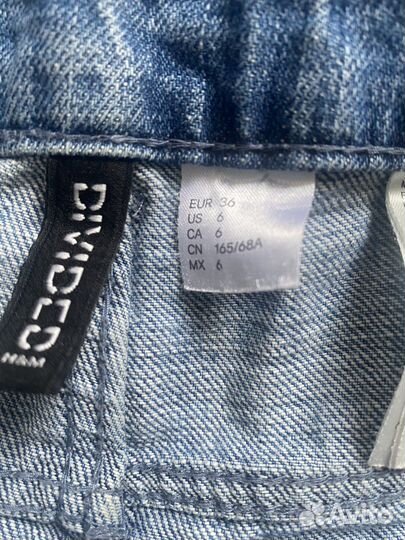 DIVIDED
H&M
EUR 36
US 6
CA 6
CN 165/68A
MX 6
Avito